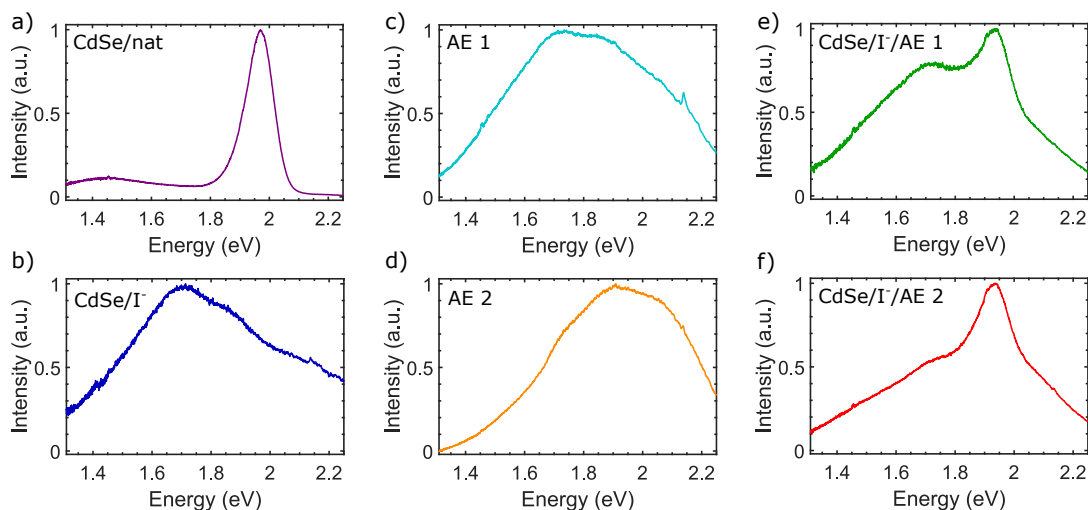 a)
CdSe/nat
Intensity (a.u.)
1
0.5
0
1.4 1.6 1.8 2 2.2
Energy (eV)
b)
CdSe/I⁻
Intensity (a.u.)
1
0.5
0
1.4 1.6 1.8 2 2.2
Energy (eV)
c)
AE 1
Intensity (a.u.)
1
0.5
0
1.4 1.6 1.8 2 2.2
Energy (eV)
d)
AE 2
Intensity (a.u.)
1
0.5
0
1.4 1.6 1.8 2 2.2
Energy (eV)
e)
CdSe/I⁻/AE 1
Intensity (a.u.)
1
0.5
0
1.4 1.6 1.8 2 2.2
Energy (eV)
f)
CdSe/I⁻/AE 2
Intensity (a.u.)
1
0.5
0
1.4 1.6 1.8 2 2.2
Energy (eV)